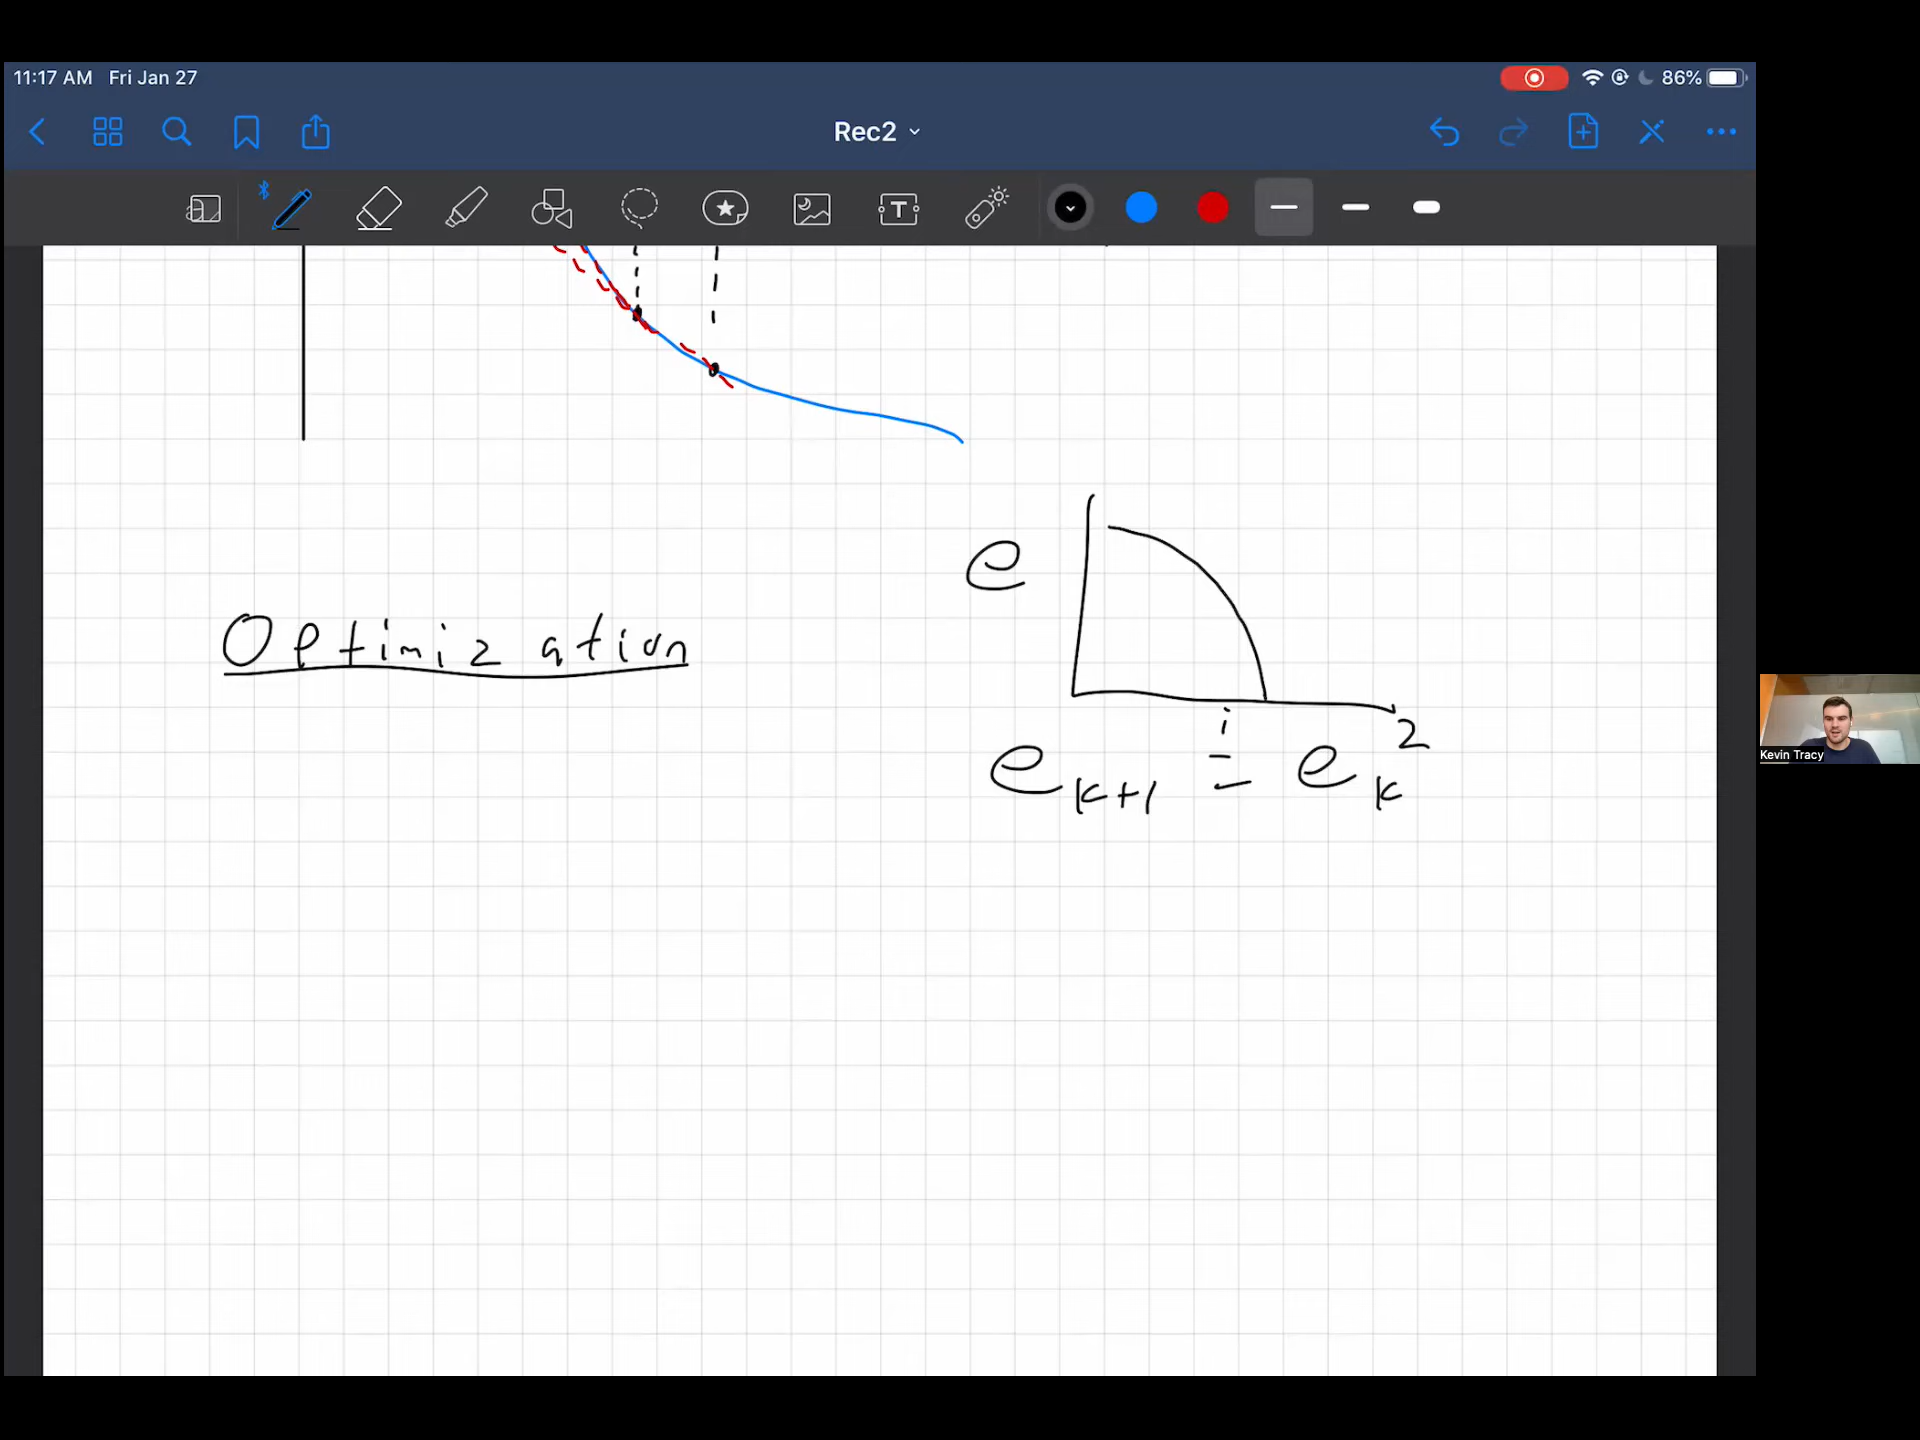 11:17 AM Fri Jan 27
86%
Rec2
T
e
Optimization
i
e_{k+1} = e_k^2
Kevin Tracy